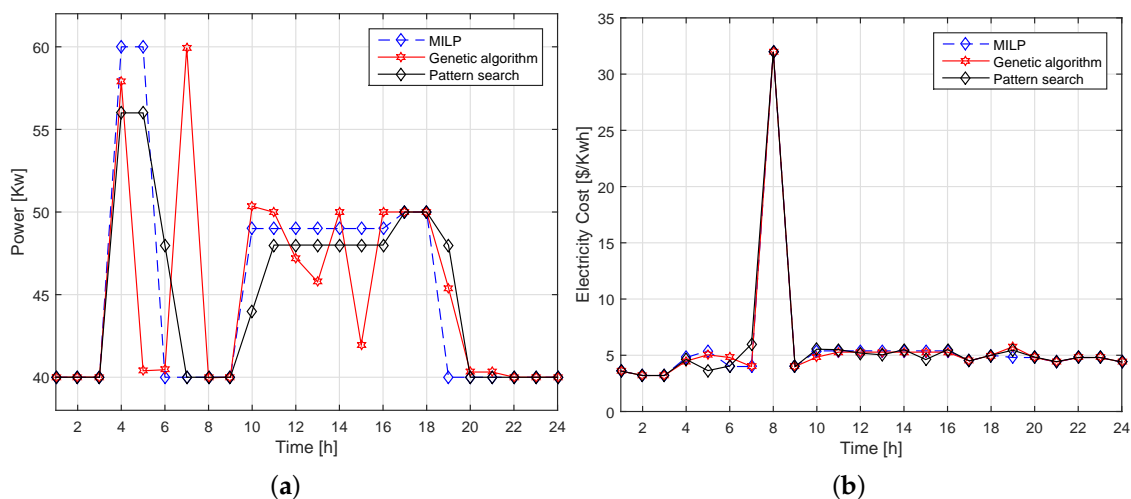 60
55
50
45
40
Power [Kw]
2 4 6 8 10 12 14 16 18 20 22 24
Time [h]
MILP
Genetic algorithm
Pattern search
(a)
35
30
25
20
15
10
5
0
Electricity Cost [$/Kwh]
2 4 6 8 10 12 14 16 18 20 22 24
Time [h]
MILP
Genetic algorithm
Pattern search
(b)